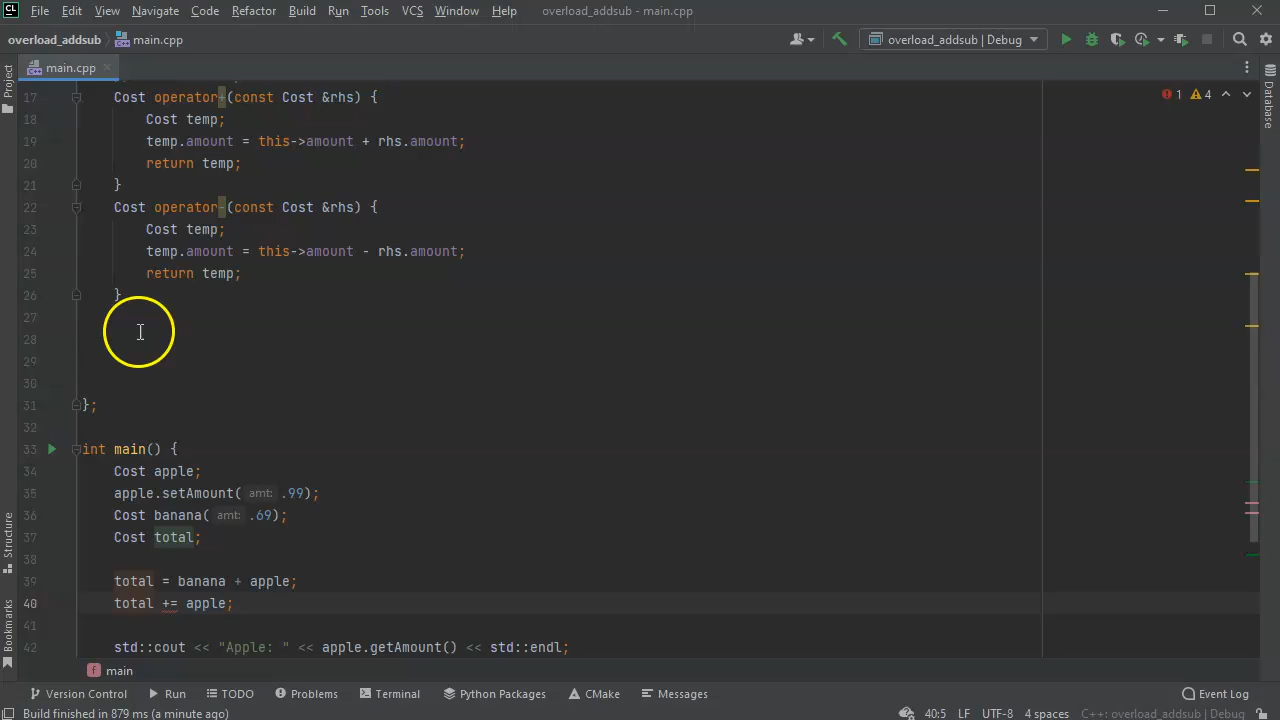 CL File Edit View Navigate Code Refactor Build Run Tools VCS Window Help overload_addsub - main.cpp
overload_addsub main.cpp overload_addsub | Debug
main.cpp
Project
Database
1 4
17 Cost operator+(const Cost &rhs) {
18 Cost temp;
19 temp.amount = this->amount + rhs.amount;
20 return temp;
21 }
22 Cost operator-(const Cost &rhs) {
23 Cost temp;
24 temp.amount = this->amount - rhs.amount;
25 return temp;
26 }
27
28
29
30
31 };
32
33 int main() {
34 Cost apple;
35 apple.setAmount( amt: .99);
36 Cost banana( amt: .69);
37 Cost total;
38
39 total = banana + apple;
40 total += apple;
41
42 std::cout << "Apple: " << apple.getAmount() << std::endl;
Structure
Bookmarks
f main
Version Control Run TODO Problems Terminal Python Packages CMake Messages Event Log
Build finished in 879 ms (a minute ago) 40:5 LF UTF-8 4 spaces C++: overload_addsub | Debug